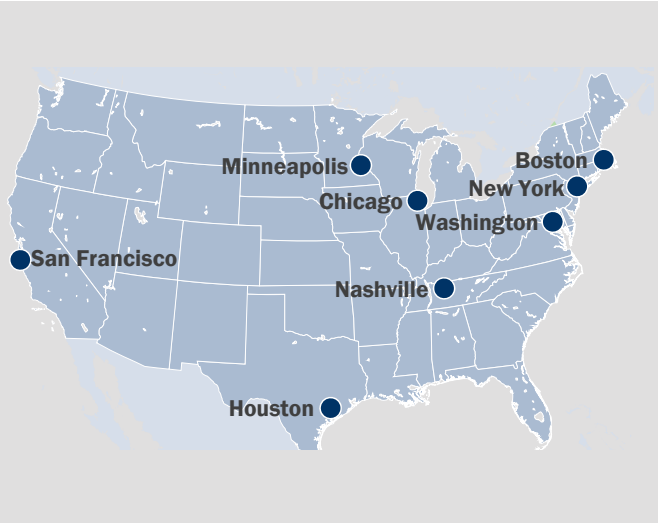 Boston
Minneapolis
New York
Chicago
Washington
San Francisco
Nashville
Houston